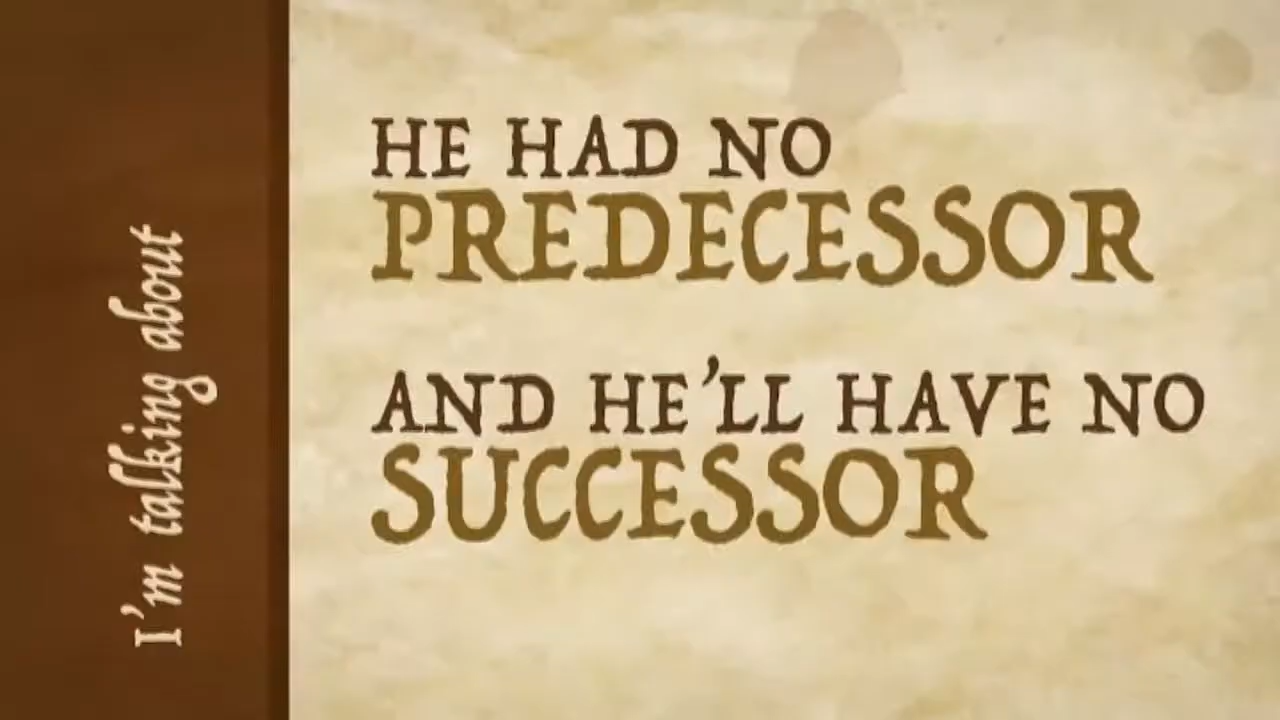 I'm talking about
HE HAD NO
PREDECESSOR
AND HE'LL HAVE NO
SUCCESSOR